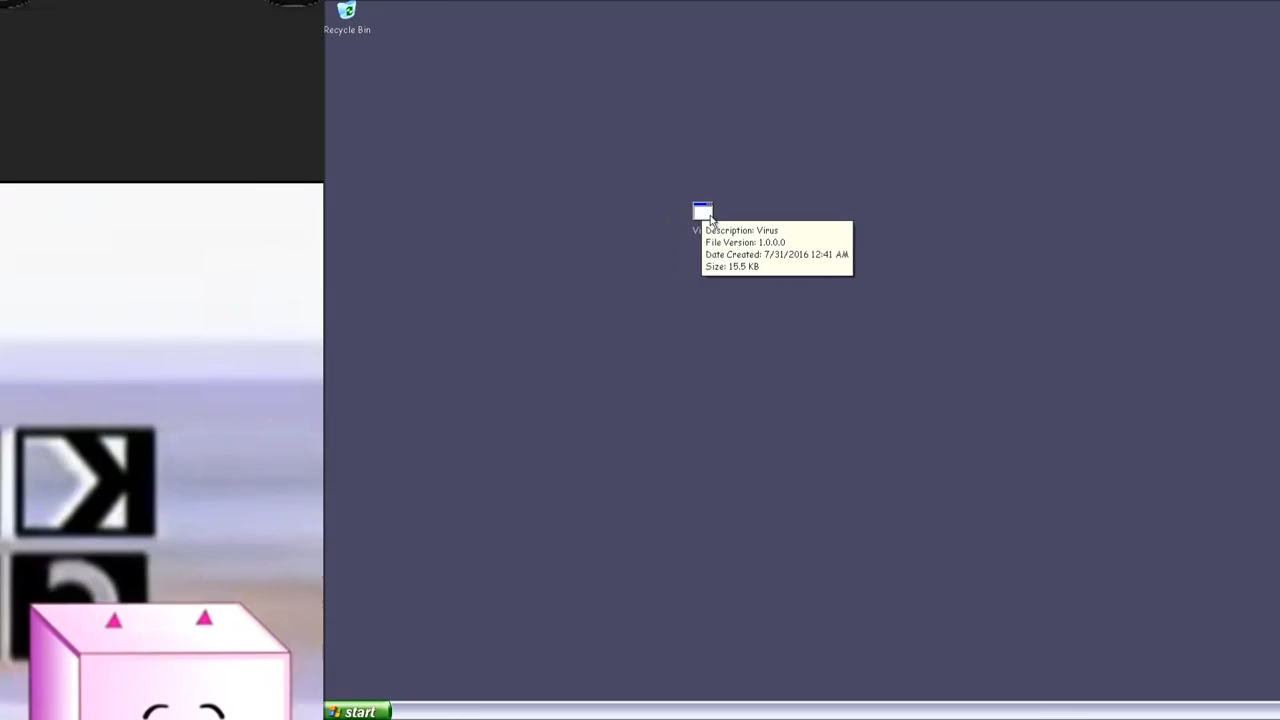 Recycle Bin
Vi
Description: Virus
File Version: 1.0.0.0
Date Created: 7/31/2016 12:41 AM
Size: 15.5 KB
start